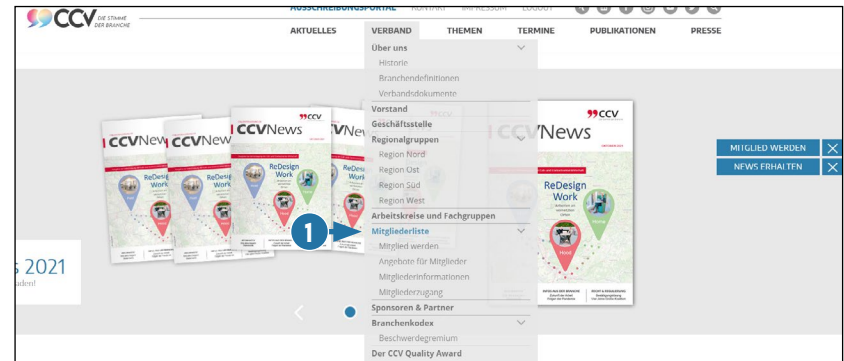 AUSSCHREIBUNGSPORTAL KONTAKT IMPRESSUM LOGOUT
CCV DIE STIMME
DER BRANCHE
AKTUELLES VERBAND THEMEN TERMINE PUBLIKATIONEN PRESSE
Über uns
Historie
Branchendefinitionen
Verbandsdokumente
Vorstand
Geschäftsstelle
Regionalgruppen
Region Nord
Region Ost
Region Süd
Region West
Arbeitskreise und Fachgruppen
Mitgliederliste
Mitglied werden
Angebote für Mitglieder
Mitgliederinformationen
Mitgliederzugang
Sponsoren & Partner
Branchenkodex
Beschwerdegremium
Der CCV Quality Award
1
CCVNews
ReDesign
Work
CCVNews
ReDesign
Work
Hood
MITGLIED WERDEN
NEWS ERHALTEN
s 2021